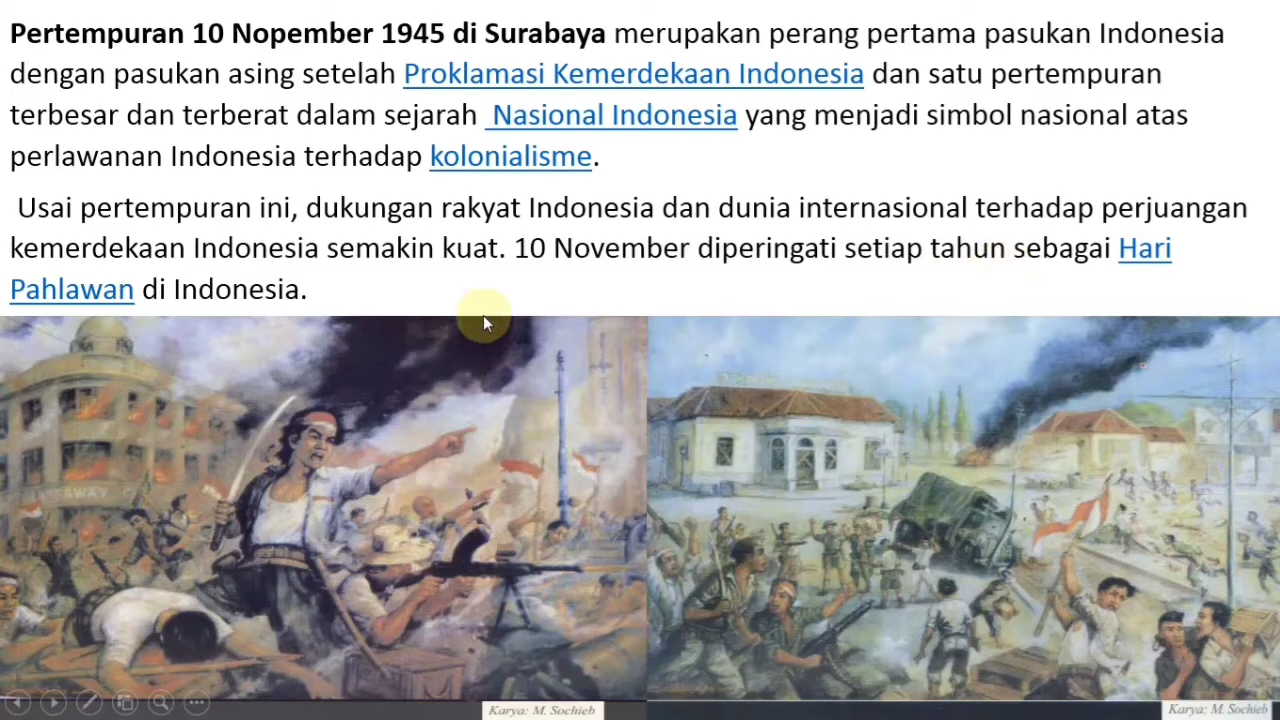 Pertempuran 10 Nopember 1945 di Surabaya merupakan perang pertama pasukan Indonesia
dengan pasukan asing setelah Proklamasi Kemerdekaan Indonesia dan satu pertempuran
terbesar dan terberat dalam sejarah Nasional Indonesia yang menjadi simbol nasional atas
perlawanan Indonesia terhadap kolonialisme.
Usai pertempuran ini, dukungan rakyat Indonesia dan dunia internasional terhadap perjuangan
kemerdekaan Indonesia semakin kuat. 10 November diperingati setiap tahun sebagai Hari
Pahlawan di Indonesia.
Karya: M. Sochieb
Karya: M. Sochieb